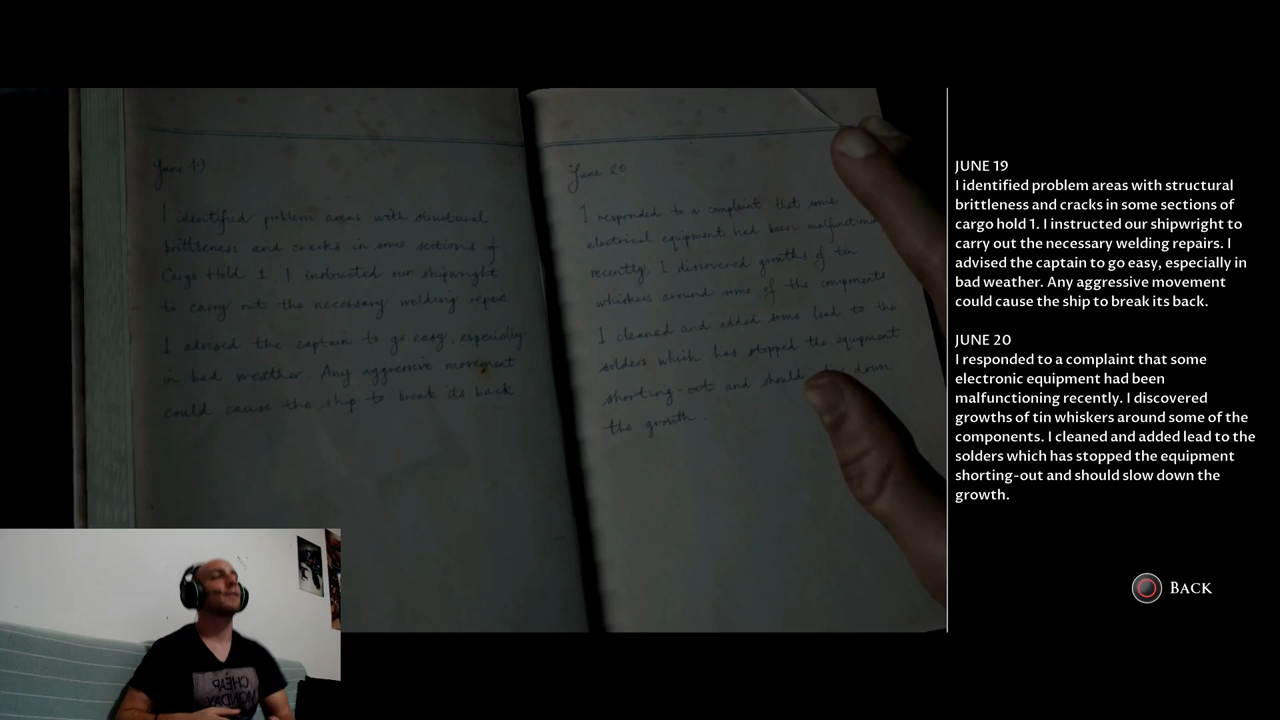 June 19
I identified problem areas with structural
brittleness and cracks in some sections of
Cargo Hold 1. I instructed our shipwright
to carry out the necessary welding repairs
I advised the captain to go easy, especially
in bad weather. Any aggressive movement
could cause the ship to break its back
June 20
I responded to a complaint that some
electrical equipment had been malfunctioning
recently. I discovered growths of tin
whiskers around some of the components
I cleaned and added some lead to the
solders which has stopped the equipment
shorting-out and should down
the growth.
JUNE 19
I identified problem areas with structural
brittleness and cracks in some sections of
cargo hold 1. I instructed our shipwright to
carry out the necessary welding repairs. I
advised the captain to go easy, especially in
bad weather. Any aggressive movement
could cause the ship to break its back.
JUNE 20
I responded to a complaint that some
electronic equipment had been
malfunctioning recently. I discovered
growths of tin whiskers around some of the
components. I cleaned and added lead to the
solders which has stopped the equipment
shorting-out and should slow down the
growth.
BACK
CHEAP
MONDAY